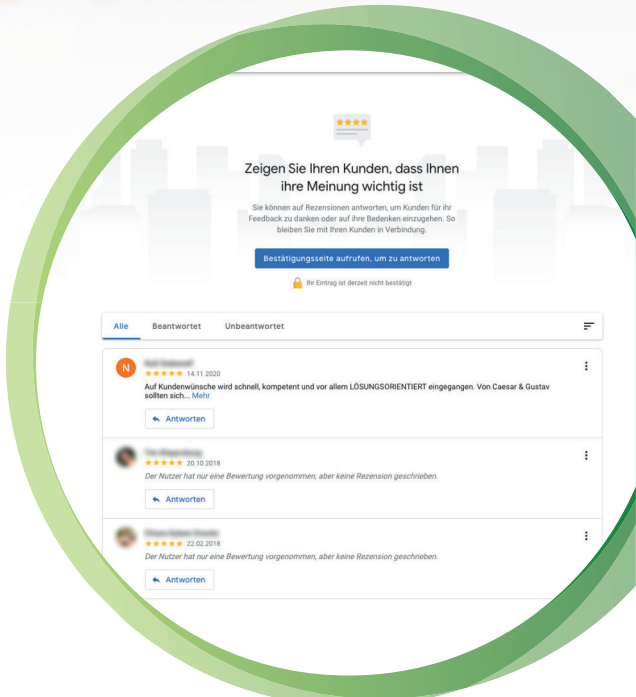 Zeigen Sie Ihren Kunden, dass Ihnen
ihre Meinung wichtig ist
Sie können auf Rezensionen antworten, um Kunden für ihr
Feedback zu danken oder auf ihre Bedenken einzugehen. So
bleiben Sie mit Ihren Kunden in Verbindung.
Bestätigungsseite aufrufen, um zu antworten
Ihr Eintrag ist derzeit nicht bestätigt
Alle Beantwortet Unbeantwortet
N
14.11.2020
Auf Kundenwünsche wird schnell, kompetent und vor allem LÖSUNGSORIENTIERT eingegangen. Von Caesar & Gustav
sollten sich... Mehr
Antworten
20.10.2018
Der Nutzer hat nur eine Bewertung vorgenommen, aber keine Rezension geschrieben.
Antworten
22.02.2018
Der Nutzer hat nur eine Bewertung vorgenommen, aber keine Rezension geschrieben.
Antworten